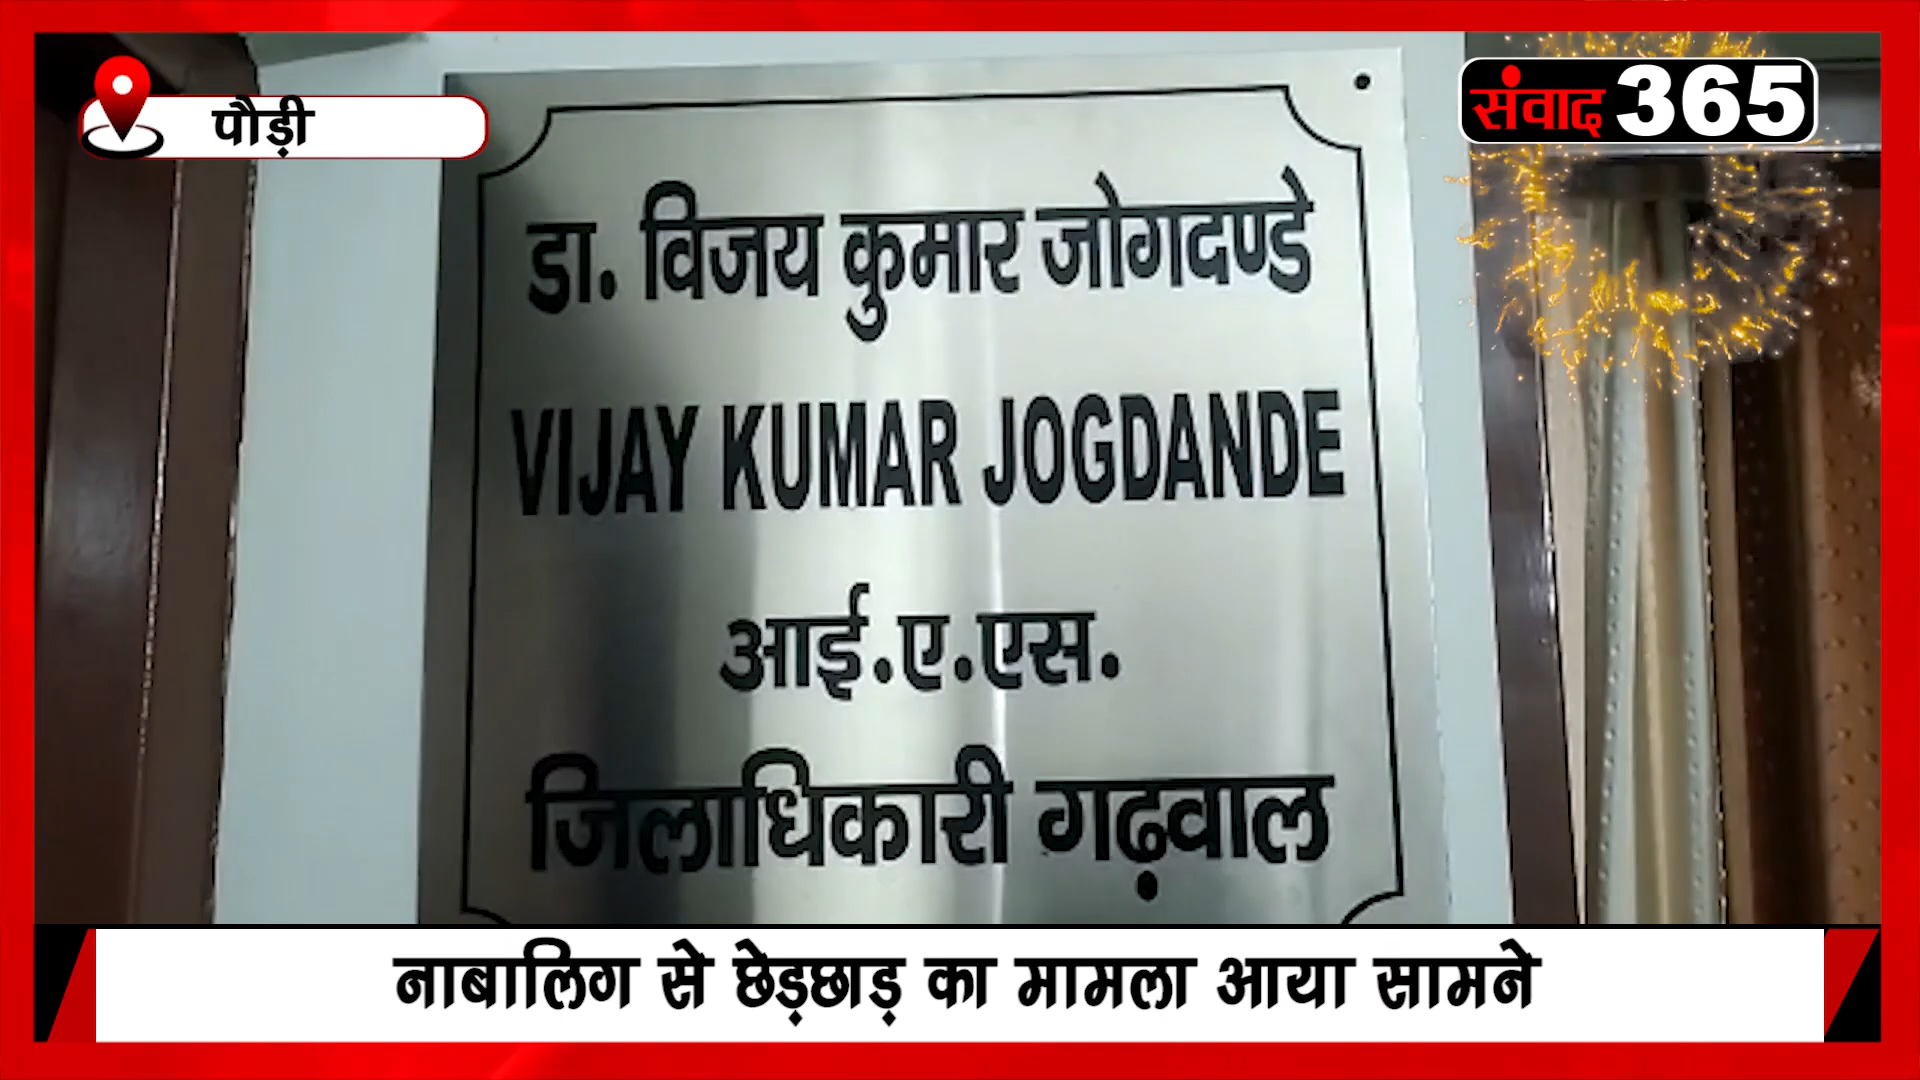 पौड़ी
संवाद 365
डा. विजय कुमार जोगदण्डे
VIJAY KUMAR JOGDANDE
आई.ए.एस.
जिलाधिकारी गढ़वाल
नाबालिग से छेड़छाड़ का मामला आया सामने